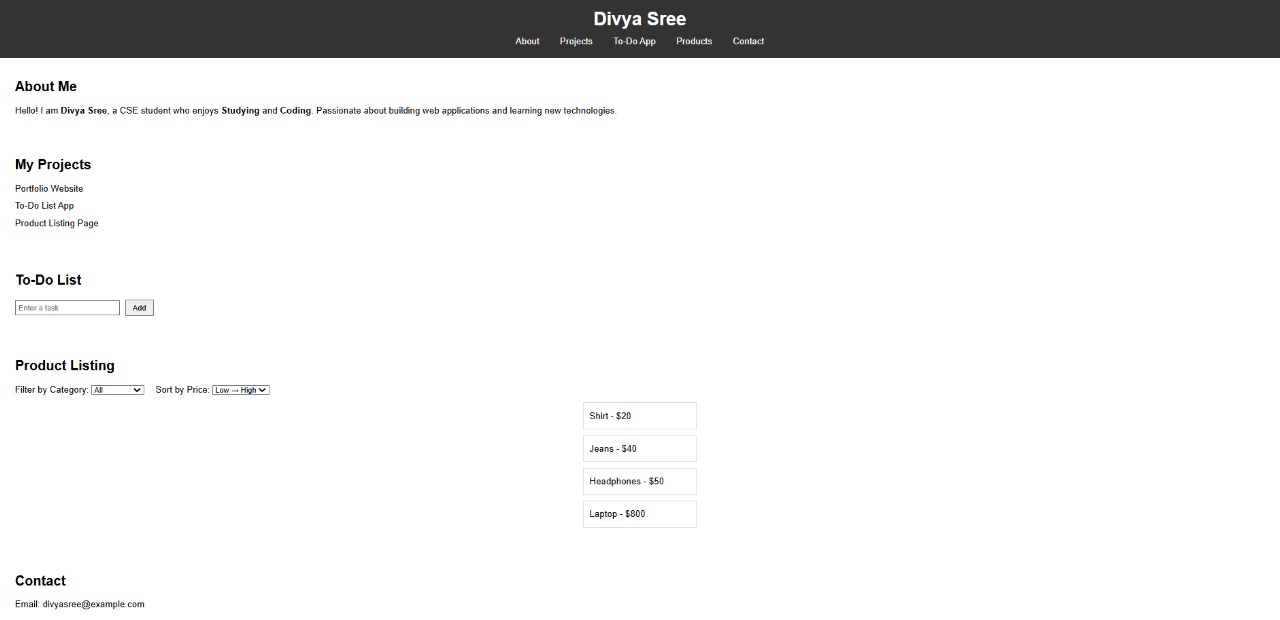 Divya Sree
About Projects To-Do App Products Contact
About Me
Hello! I am Divya Sree, a CSE student who enjoys Studying and Coding. Passionate about building web applications and learning new technologies.
My Projects
Portfolio Website
To-Do List App
Product Listing Page
To-Do List
Enter a task Add
Product Listing
Filter by Category: All Sort by Price: Low → High
Shirt - $20
Jeans - $40
Headphones - $50
Laptop - $800
Contact
Email: divyasree@example.com